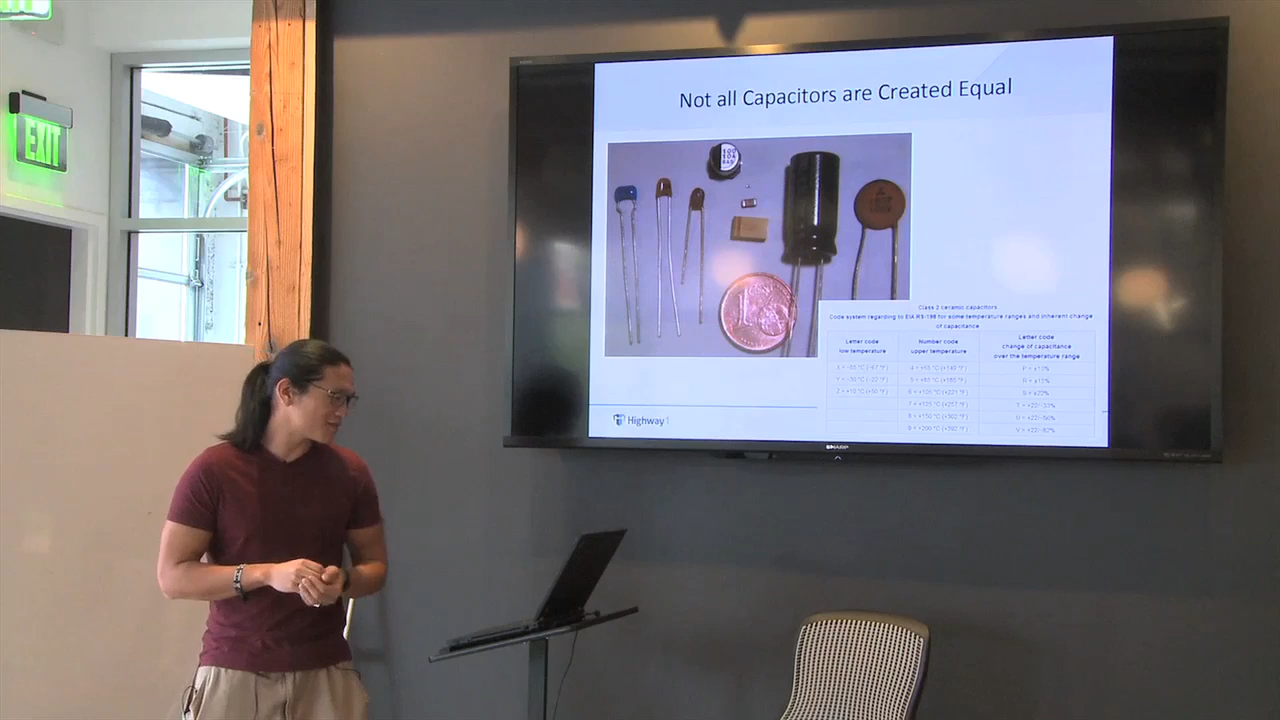 EXIT
Not all Capacitors are Created Equal
Class 2 ceramic capacitors
Code system regarding to EIA RS-198 for some temperature ranges and inherent change
of capacitance
Letter code
low temperature
Number code
upper temperature
Letter code
change of capacitance
over the temperature range
X = -55 °C (-67 °F)
4 = +65 °C (+149 °F)
P = ±10%
Y = -30 °C (-22 °F)
5 = +85 °C (+185 °F)
R = ±15%
Z = +10 °C (+50 °F)
6 = +105 °C (+221 °F)
S = ±22%
7 = +125 °C (+257 °F)
T = +22/-33%
8 = +150 °C (+302 °F)
U = +22/-56%
9 = +200 °C (+392 °F)
V = +22/-82%
Highway1
SHARP